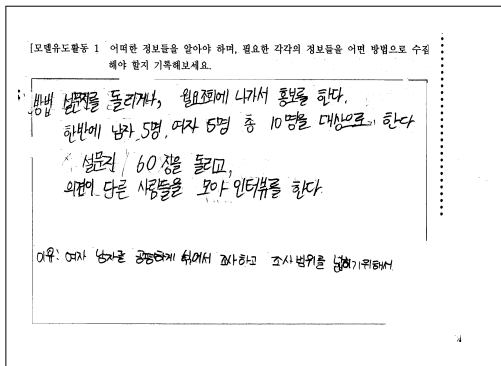 [모델유도활동 1 어떠한 정보들을 알아야 하며, 필요한 각각의 정보들을 어떤 방법으로 수집
해야 할지 기록해보세요.
방법 설문지를 돌리거나, 월요조회에 나가서 홍보를 한다.
한반에 남자 5명, 여자 5명 총 10명을 대상으로 한다
설문지 60장을 돌리고,
의견이 다른 사람들을 모아 인터뷰를 한다
이유: 여자 남자를 공평하게 섞어서 조사하고 조사범위를 넓히기위해서